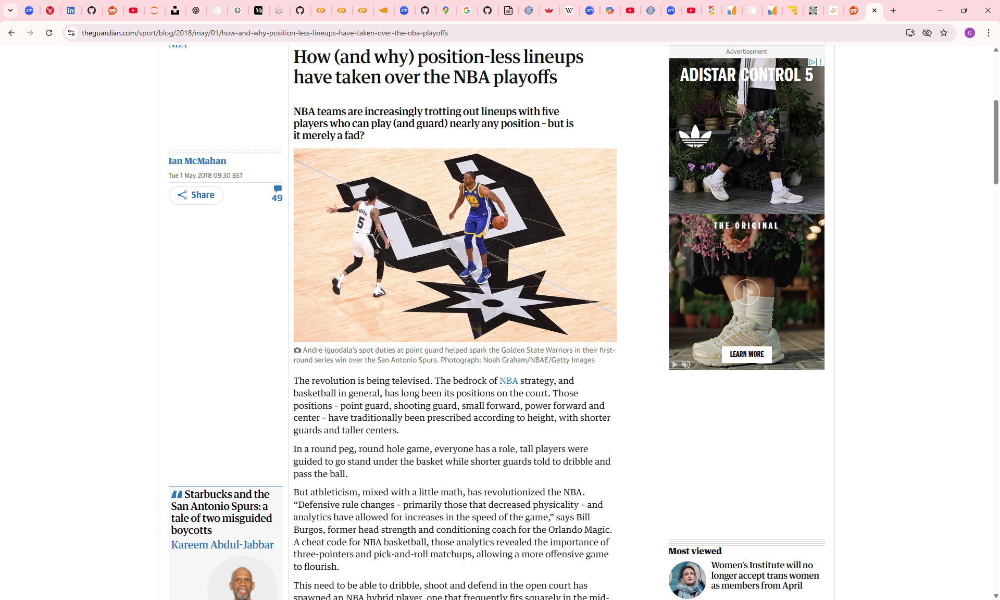 theguardian.com/sport/blog/2018/may/01/how-and-why-position-less-lineups-have-taken-over-the-nba-playoffs
G
NBA
How (and why) position-less lineups
have taken over the NBA playoffs
NBA teams are increasingly trotting out lineups with five
players who can play (and guard) nearly any position – but is
it merely a fad?
Ian McMahan
Tue 1 May 2018 09.30 BST
Share
49
MURRAY
5
9
Andre Iguodala's spot duties at point guard helped spark the Golden State Warriors in their first-
round series win over the San Antonio Spurs. Photograph: Noah Graham/NBAE/Getty Images
The revolution is being televised. The bedrock of NBA strategy, and
basketball in general, has long been its positions on the court. Those
positions – point guard, shooting guard, small forward, power forward and
center – have traditionally been prescribed according to height, with shorter
guards and taller centers.
In a round peg, round hole game, everyone has a role, tall players were
guided to go stand under the basket while shorter guards told to dribble and
pass the ball.
But athleticism, mixed with a little math, has revolutionized the NBA.
“Defensive rule changes – primarily those that decreased physicality – and
analytics have allowed for increases in the speed of the game,” says Bill
Burgos, former head strength and conditioning coach for the Orlando Magic.
A cheat code for NBA basketball, those analytics revealed the importance of
three-pointers and pick-and-roll matchups, allowing a more offensive game
to flourish.
This need to be able to dribble, shoot and defend in the open court has
spawned an NBA hybrid player, one that frequently fits squarely in the mid-
Starbucks and the
San Antonio Spurs: a
tale of two misguided
boycotts
Kareem Abdul-Jabbar
Advertisement
ADISTAR CONTROL 5
THE ORIGINAL
LEARN MORE
Most viewed
Women's Institute will no
longer accept trans women
as members from April